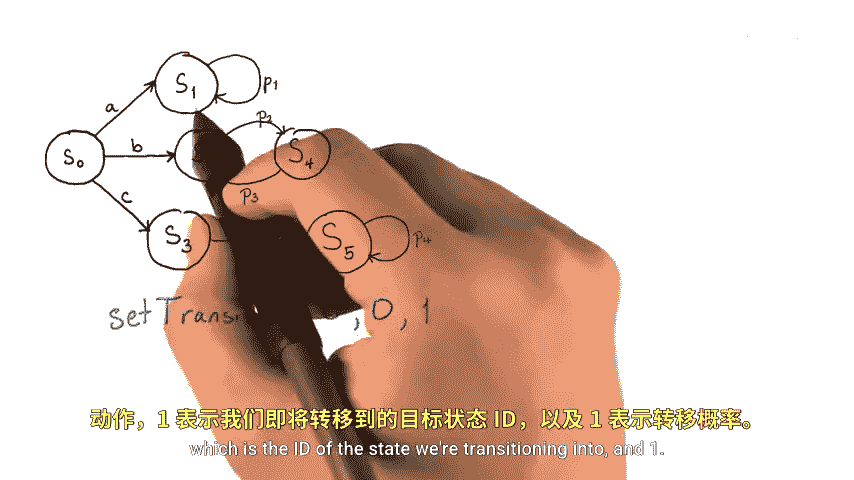 S1
P1
a
P2
S0
b
S4
c
P3
S3
S5
P4
setTrans
, 0, 1
动作，1 表示我们即将转移到的目标状态 ID，以及 1 表示转移概率。
which is the ID of the state we're transitioning into, and 1.